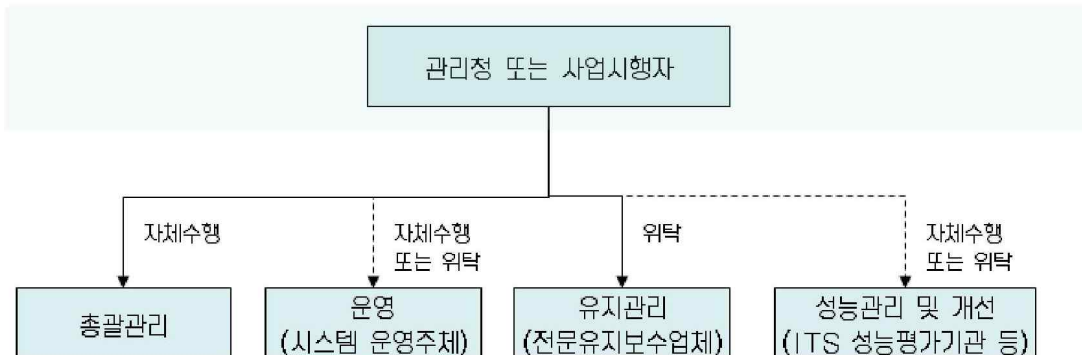 관리청 또는 사업시행자
자체수행
자체수행
또는 위탁
위탁
자체수행
또는 위탁
총괄관리
운영
(시스템 운영주체)
유지관리
(전문유지보수업체)
성능관리 및 개선
(ITS 성능평가기관 등)